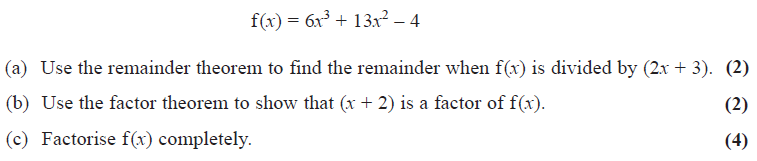 f(x) = 6x³ + 13x² – 4
(a) Use the remainder theorem to find the remainder when f(x) is divided by (2x + 3). (2)
(b) Use the factor theorem to show that (x + 2) is a factor of f(x). (2)
(c) Factorise f(x) completely. (4)